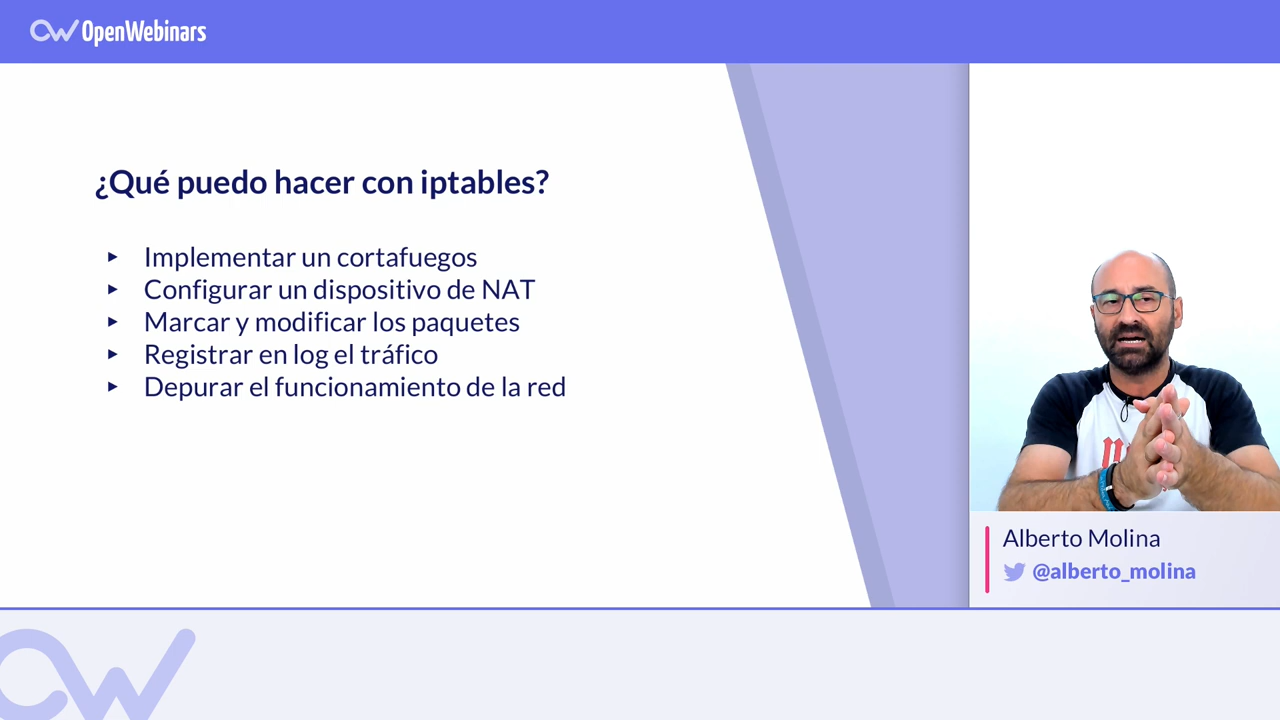 OpenWebinars
¿Qué puedo hacer con iptables?
▸ Implementar un cortafuegos
▸ Configurar un dispositivo de NAT
▸ Marcar y modificar los paquetes
▸ Registrar en log el tráfico
▸ Depurar el funcionamiento de la red
Alberto Molina
@alberto_molina